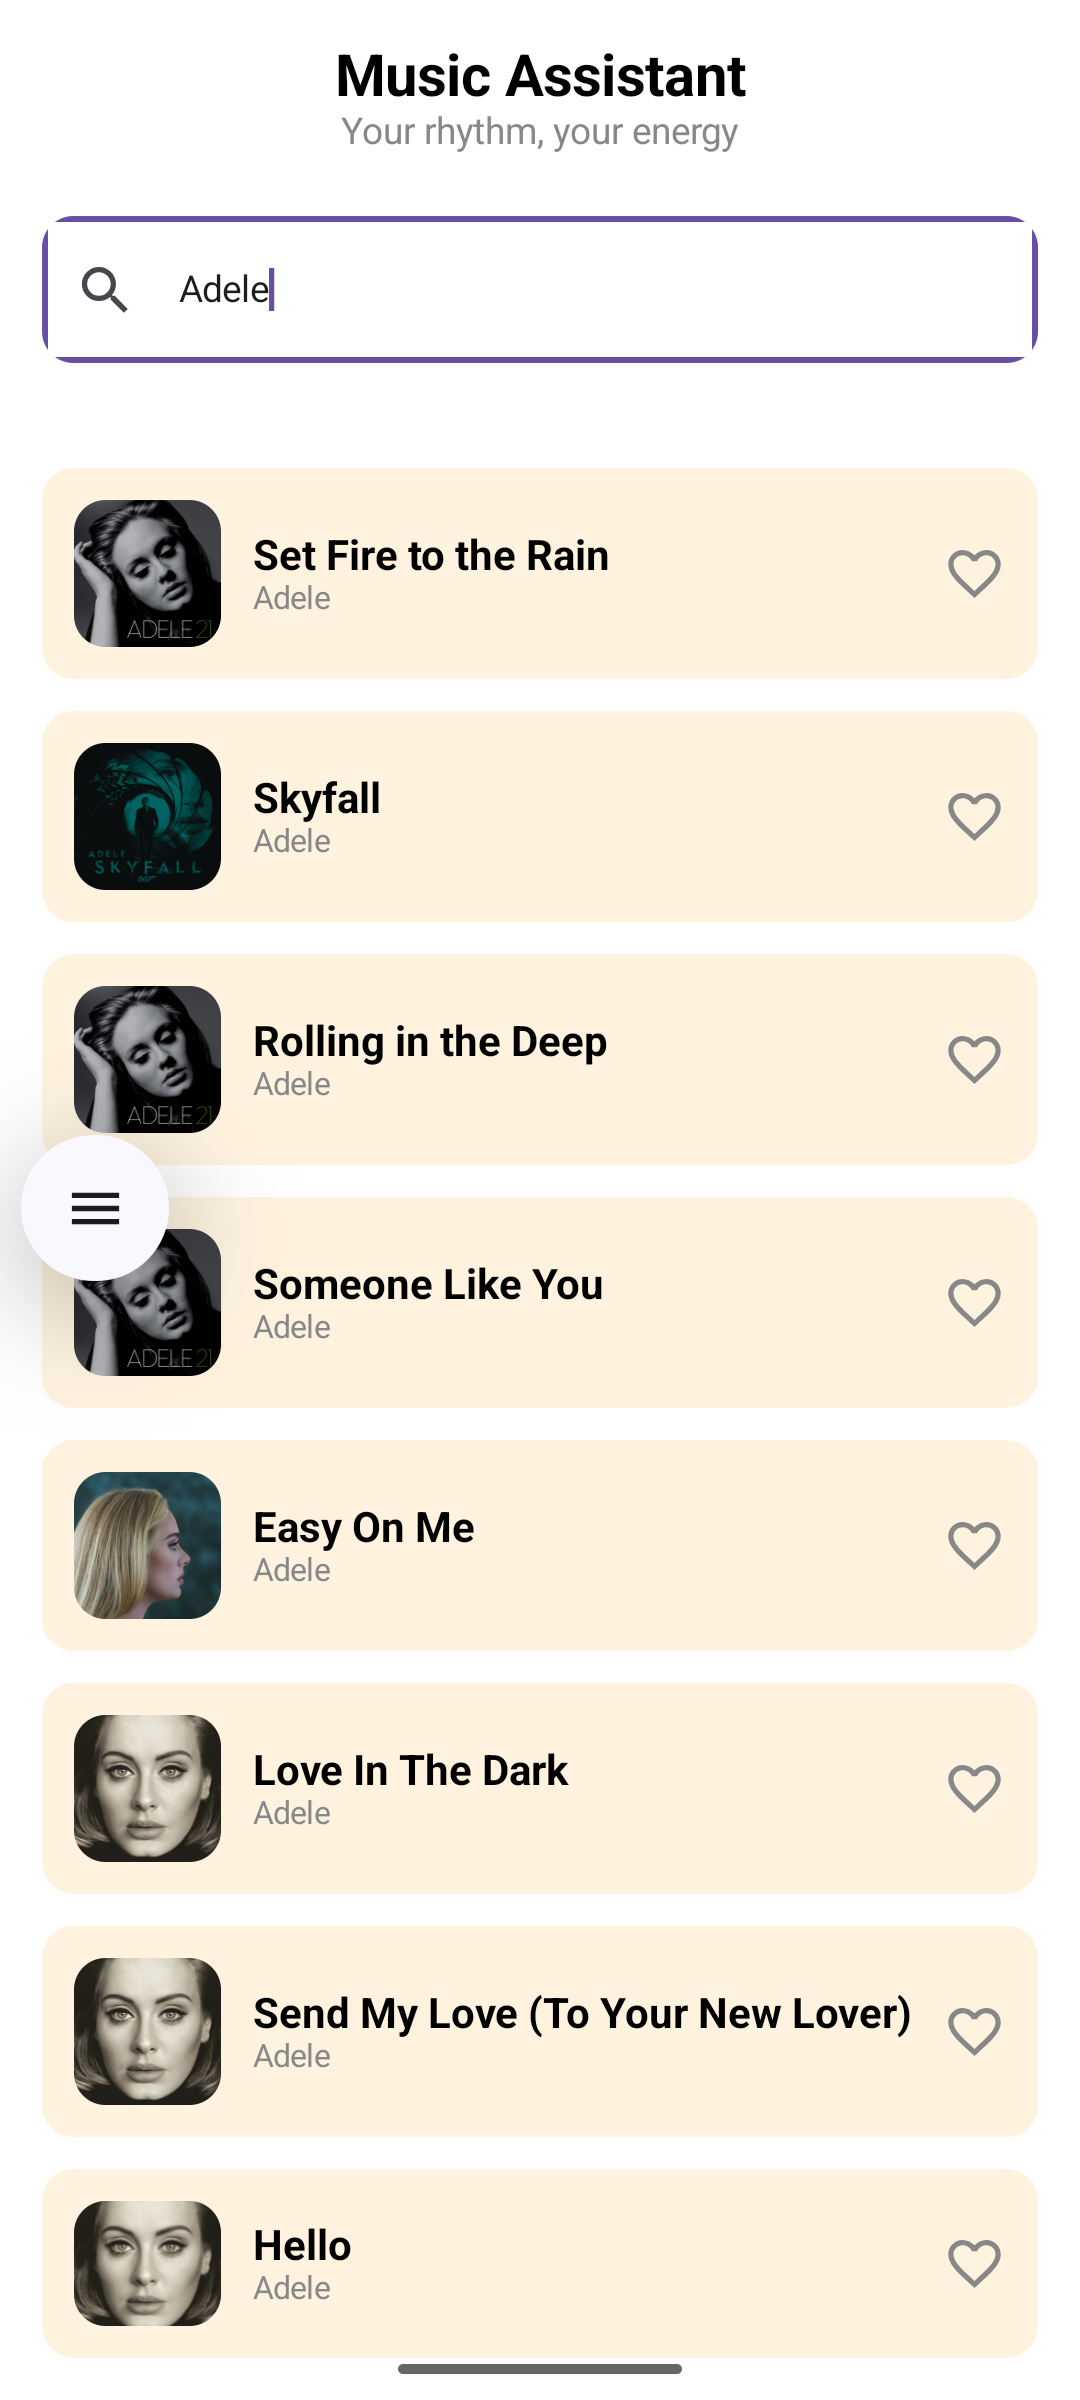 Music Assistant
Your rhythm, your energy
Adele
Set Fire to the Rain
Adele
ADELE 21
Skyfall
Adele
ADELE
SKYFALL
007
Rolling in the Deep
Adele
ADELE 21
Someone Like You
Adele
ADELE 21
Easy On Me
Adele
Love In The Dark
Adele
Send My Love (To Your New Lover)
Adele
Hello
Adele